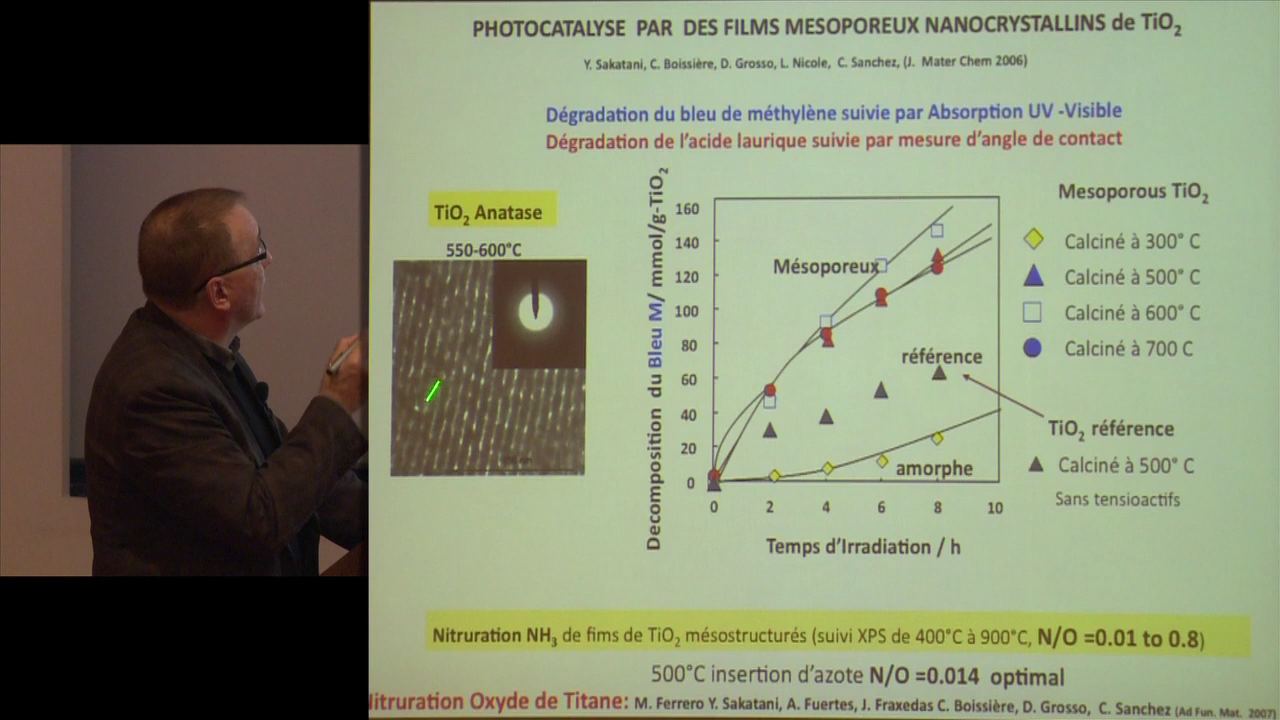 PHOTOCATALYSE PAR DES FILMS MESOPOREUX NANOCRYSTALLINS de TiO2
Y. Sakatani, C. Boissière, D. Grosso, L. Nicole, C. Sanchez, (J. Mater Chem 2006)
Dégradation du bleu de méthylène suivie par Absorption UV -Visible
Dégradation de l'acide laurique suivie par mesure d'angle de contact
TiO2 Anatase
550-600°C
Decomposition du Bleu M/ mmol/g-TiO2
160
140
120
100
80
60
40
20
0
0 2 4 6 8 10
Temps d'Irradiation / h
Mésoporeux
référence
amorphe
Mesoporous TiO2
Calciné à 300° C
Calciné à 500° C
Calciné à 600° C
Calciné à 700 C
TiO2 référence
Calciné à 500° C
Sans tensioactifs
Nitruration NH3 de fims de TiO2 mésostructurés (suivi XPS de 400°C à 900°C, N/O =0.01 to 0.8)
500°C insertion d'azote N/O =0.014 optimal
itruration Oxyde de Titane: M. Ferrero Y. Sakatani, A. Fuertes, J. Fraxedas C. Boissière, D. Grosso, C. Sanchez (Ad Fun. Mat. 2007)